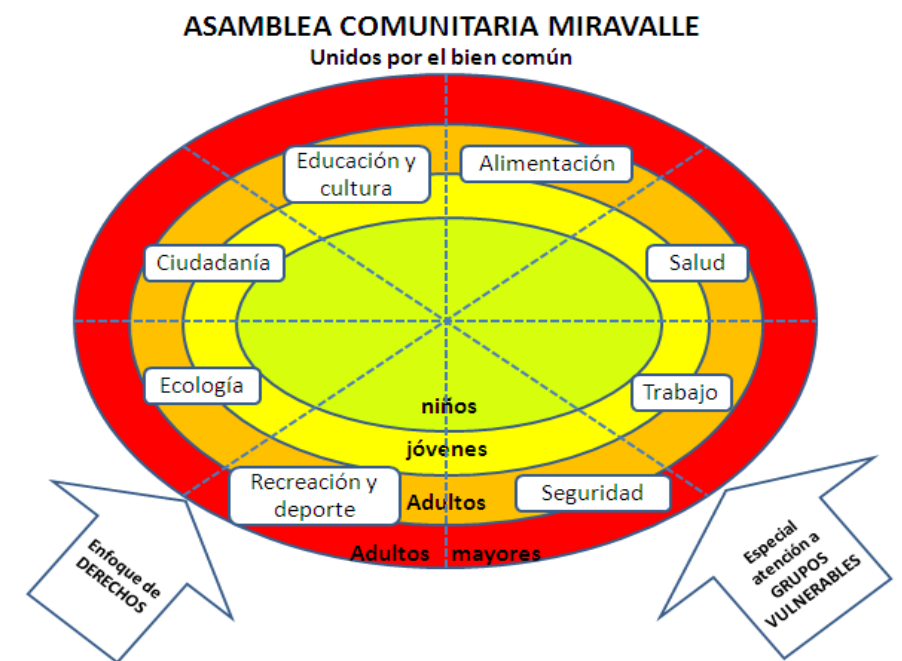 ASAMBLEA COMUNITARIA MIRAVALLE
Unidos por el bien común
Educación y
cultura
Alimentación
Ciudadanía
Salud
Ecología
Trabajo
niños
jóvenes
Recreación y
deporte
Adultos
Seguridad
Adultos mayores
Enfoque de
DERECHOS
Especial
atención a
GRUPOS
VULNERABLES